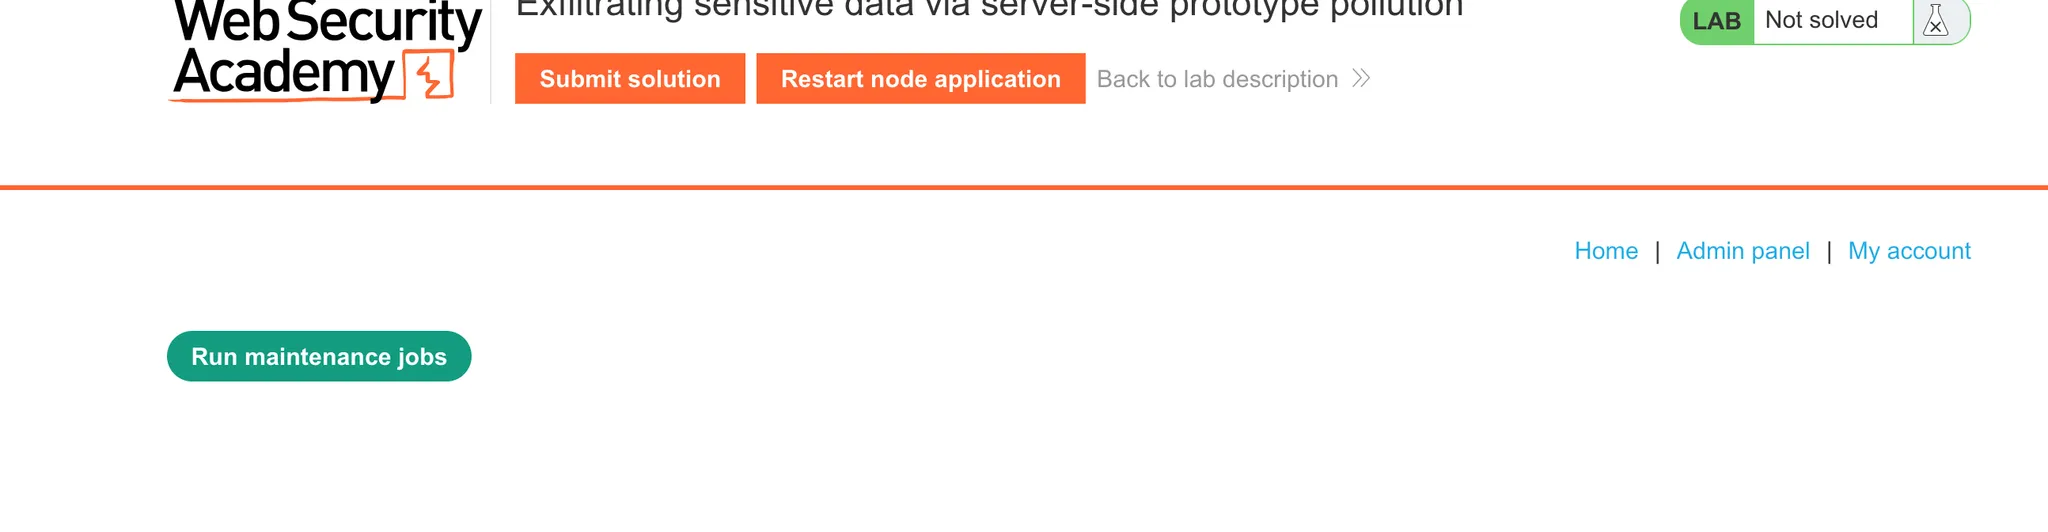 Web Security
Academy
Exfiltrating sensitive data via server-side prototype pollution
Submit solution
Restart node application
Back to lab description
LAB
Not solved
Home | Admin panel | My account
Run maintenance jobs